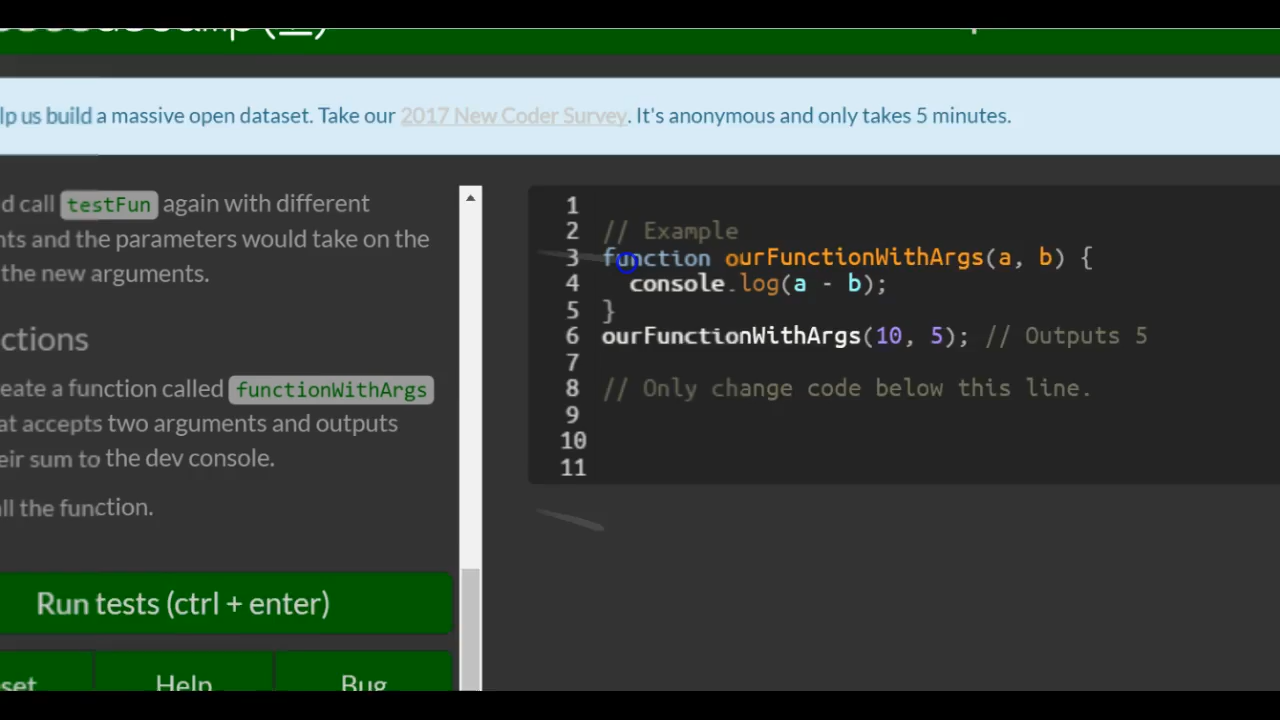 lp us build a massive open dataset. Take our 2017 New Coder Survey. It's anonymous and only takes 5 minutes.
d call testFun again with different
nts and the parameters would take on the
the new arguments.
ctions
eate a function called functionWithArgs
at accepts two arguments and outputs
eir sum to the dev console.
all the function.
Run tests (ctrl + enter)
set Help Bug
1
2 // Example
3 function ourFunctionWithArgs(a, b) {
4 console.log(a - b);
5 }
6 ourFunctionWithArgs(10, 5); // Outputs 5
7
8 // Only change code below this line.
9
10
11